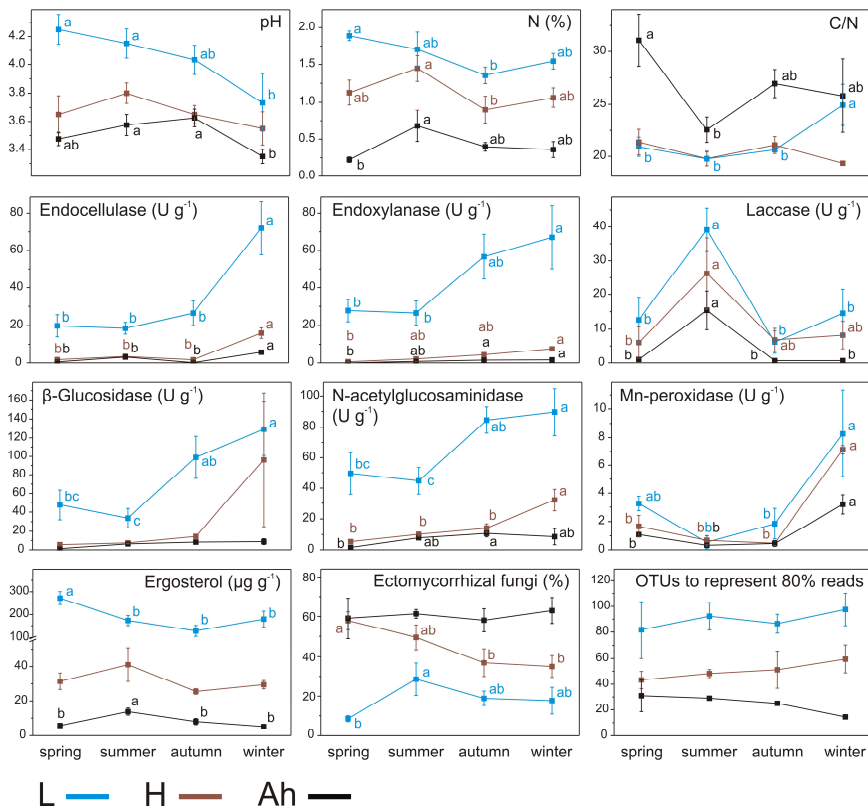 pH
4.2
4.0
3.8
3.6
3.4
a
a
ab
b
ab
a
a
b
N (%)
2.0
1.5
1.0
0.5
0.0
a
ab
b
ab
ab
a
b
ab
b
a
ab
ab
C/N
30
25
20
a
b
ab
ab
b
b
b
a
Endocellulase (U g⁻¹)
80
60
40
20
0
b
b
b
a
b
b
b
b
b
b
a
a
Endoxylanase (U g⁻¹)
80
60
40
20
0
b
b
ab
a
b
ab
ab
a
b
ab
a
a
Laccase (U g⁻¹)
40
30
20
10
0
b
a
b
a
b
a
ab
ab
b
a
b
b
β-Glucosidase (U g⁻¹)
160
140
120
100
80
60
40
20
0
bc
c
ab
a
N-acetylglucosaminidase
(U g⁻¹)
100
80
60
40
20
0
bc
c
ab
a
b
b
b
a
b
ab
a
ab
Mn-peroxidase (U g⁻¹)
8
6
4
2
0
ab
b
b
a
b
b
b
a
b
b
b
a
Ergosterol (µg g⁻¹)
300
200
100
40
20
0
a
b
b
b
b
a
b
b
Ectomycorrhizal fungi (%)
80
60
40
20
0
a
ab
b
b
b
a
ab
ab
OTUs to represent 80% reads
100
80
60
40
20
0
spring summer autumn winter
spring summer autumn winter
spring summer autumn winter
L H Ah